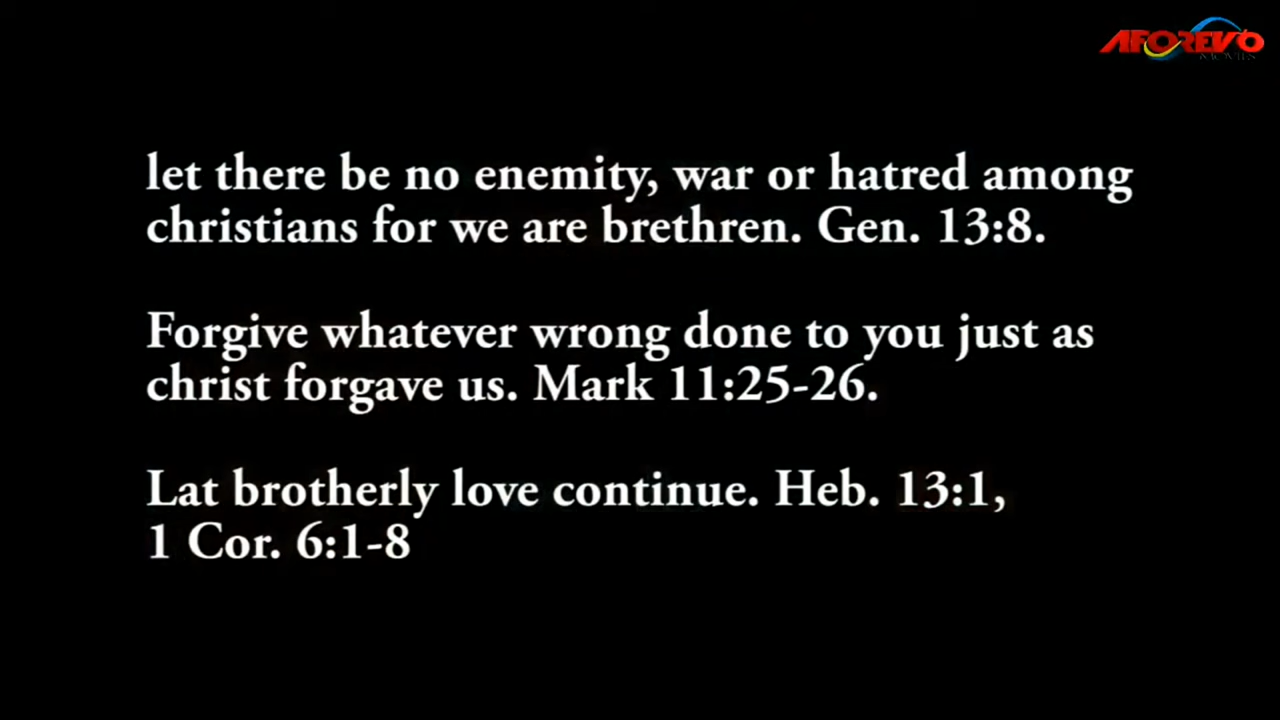 AFOREVO
MOVIES
let there be no enemity, war or hatred among
christians for we are brethren. Gen. 13:8.
Forgive whatever wrong done to you just as
christ forgave us. Mark 11:25-26.
Lat brotherly love continue. Heb. 13:1,
1 Cor. 6:1-8